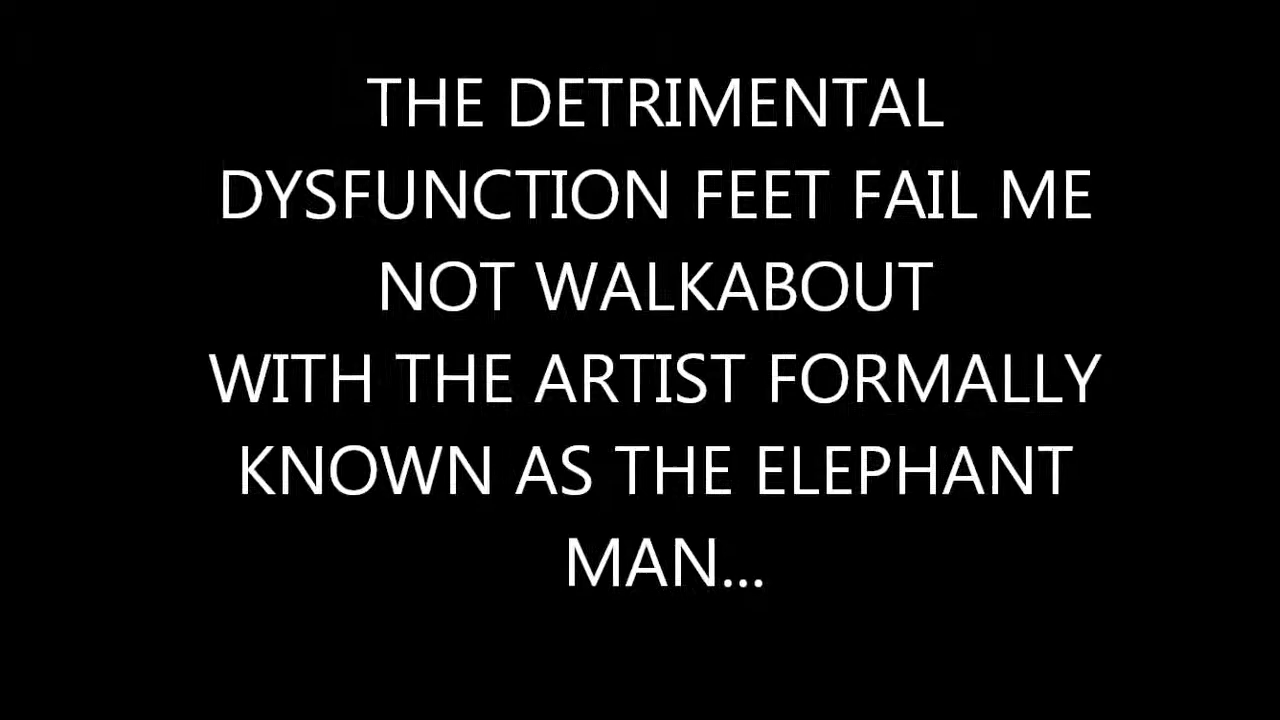 THE DETRIMENTAL
DYSFUNCTION FEET FAIL ME
NOT WALKABOUT
WITH THE ARTIST FORMALLY
KNOWN AS THE ELEPHANT
MAN...